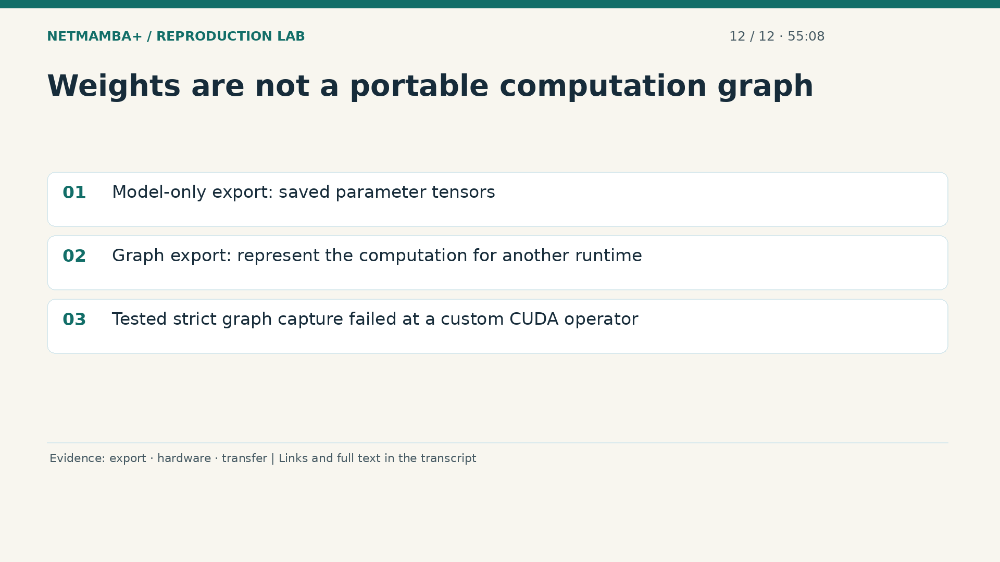 NETMAMBA+ / REPRODUCTION LAB
12 / 12 · 55:08
Weights are not a portable computation graph
01 Model-only export: saved parameter tensors
02 Graph export: represent the computation for another runtime
03 Tested strict graph capture failed at a custom CUDA operator
Evidence: export · hardware · transfer | Links and full text in the transcript